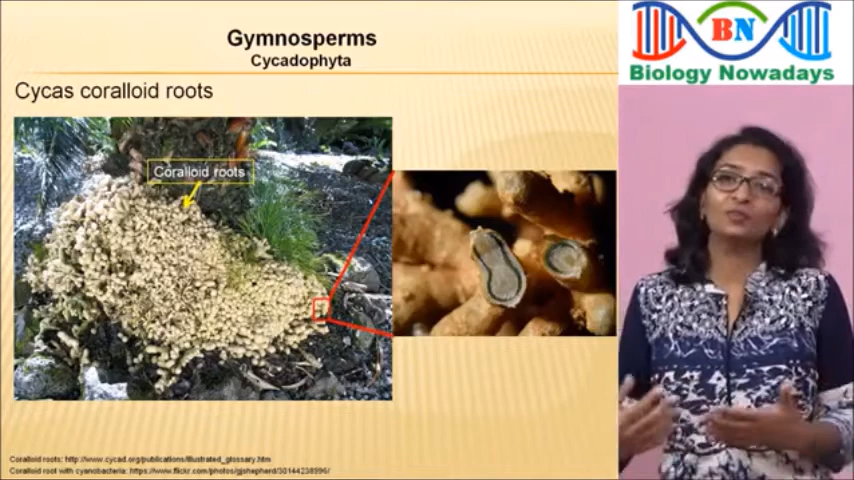 Gymnosperms
Cycadophyta
BN
Biology Nowadays
Cycas coralloid roots
Coralloid roots
Coralloid roots: http://www.cycad.org/publications/illustrated_glossary.htm
Coralloid root with cyanobacteria: https://www.flickr.com/photos/gjshepherd/30144238996/